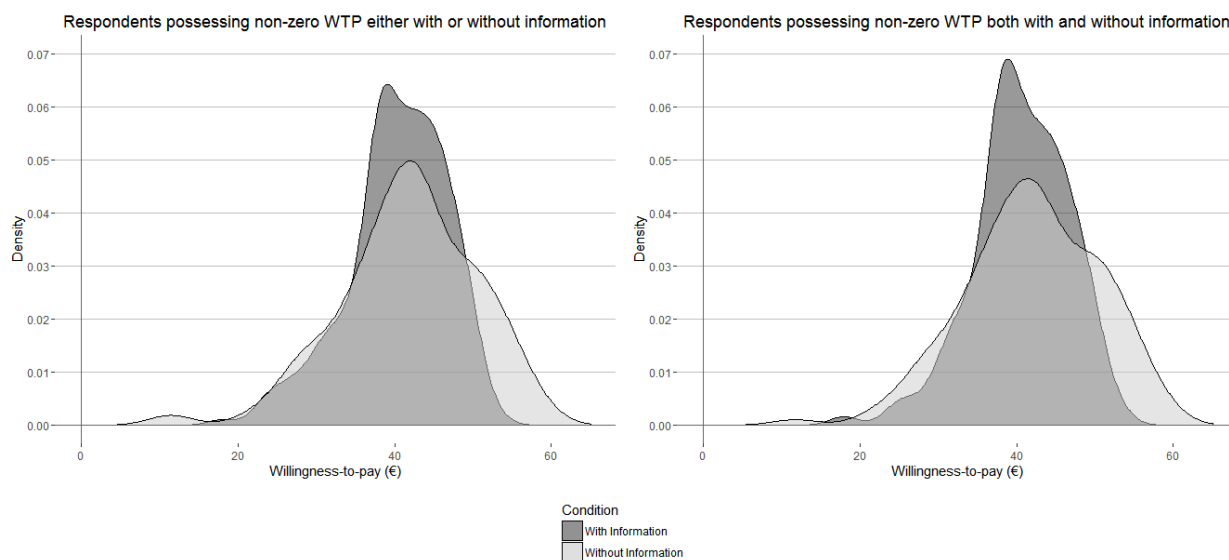 Respondents possessing non-zero WTP either with or without information
0.07
0.06
0.05
0.04
0.03
0.02
0.01
0.00
Density
0
20
40
60
Willingness-to-pay (€)
Respondents possessing non-zero WTP both with and without information
0.07
0.06
0.05
0.04
0.03
0.02
0.01
0.00
Density
0
20
40
60
Willingness-to-pay (€)
Condition
With Information
Without Information